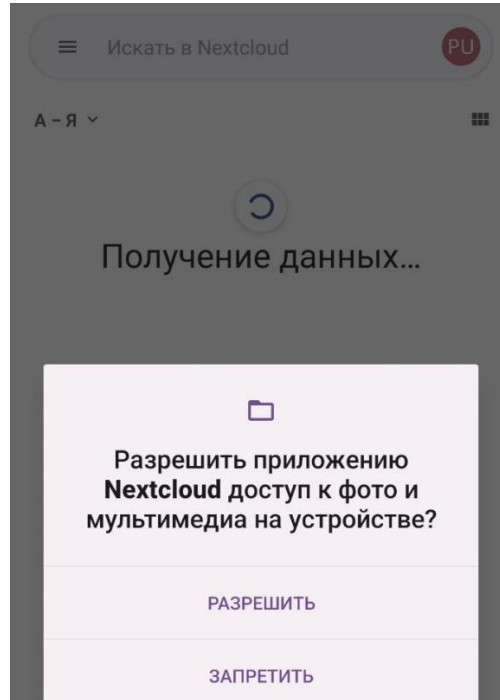 Искать в Nextcloud
PU
А – Я
Получение данных...
Разрешить приложению
Nextcloud доступ к фото и
мультимедиа на устройстве?
РАЗРЕШИТЬ
ЗАПРЕТИТЬ